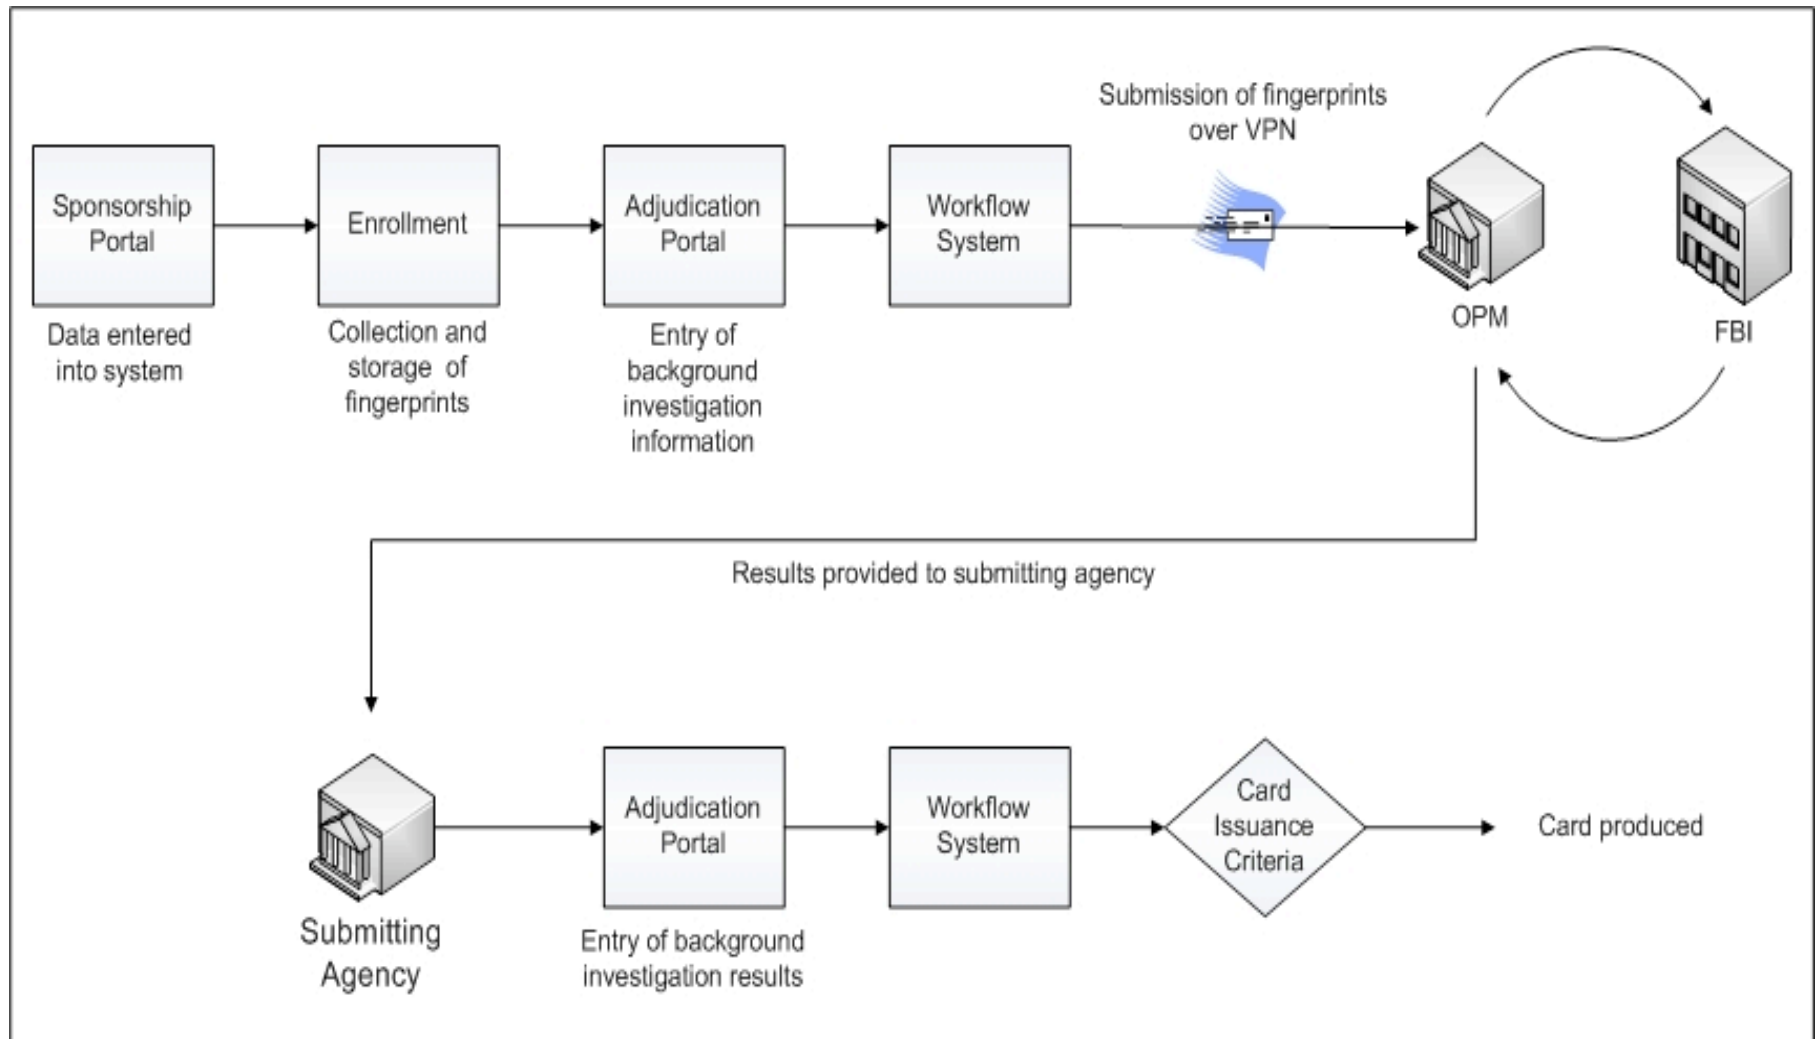 Submission of fingerprints
over VPN
Sponsorship
Portal
Enrollment
Adjudication
Portal
Workflow
System
Data entered
into system
Collection and
storage of
fingerprints
Entry of
background
investigation
information
OPM
FBI
Results provided to submitting agency
Submitting
Agency
Adjudication
Portal
Entry of background
investigation results
Workflow
System
Card
Issuance
Criteria
Card produced